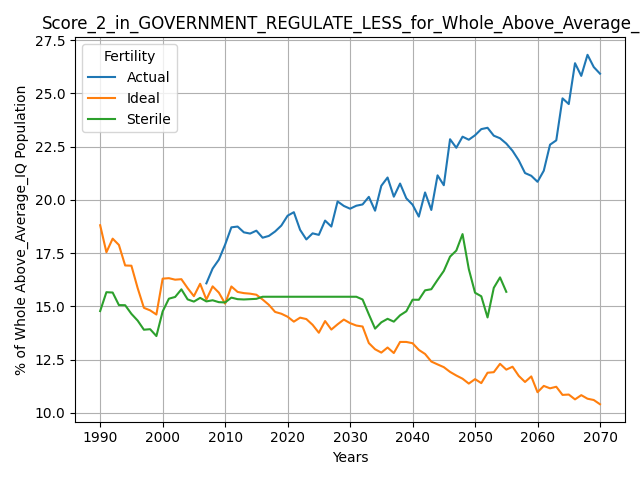 Score_2_in_GOVERNMENT_REGULATE_LESS_for_Whole_Above_Average_
% of Whole Above_Average_IQ Population
27.5
25.0
22.5
20.0
17.5
15.0
12.5
10.0
Fertility
Actual
Ideal
Sterile
1990 2000 2010 2020 2030 2040 2050 2060 2070
Years